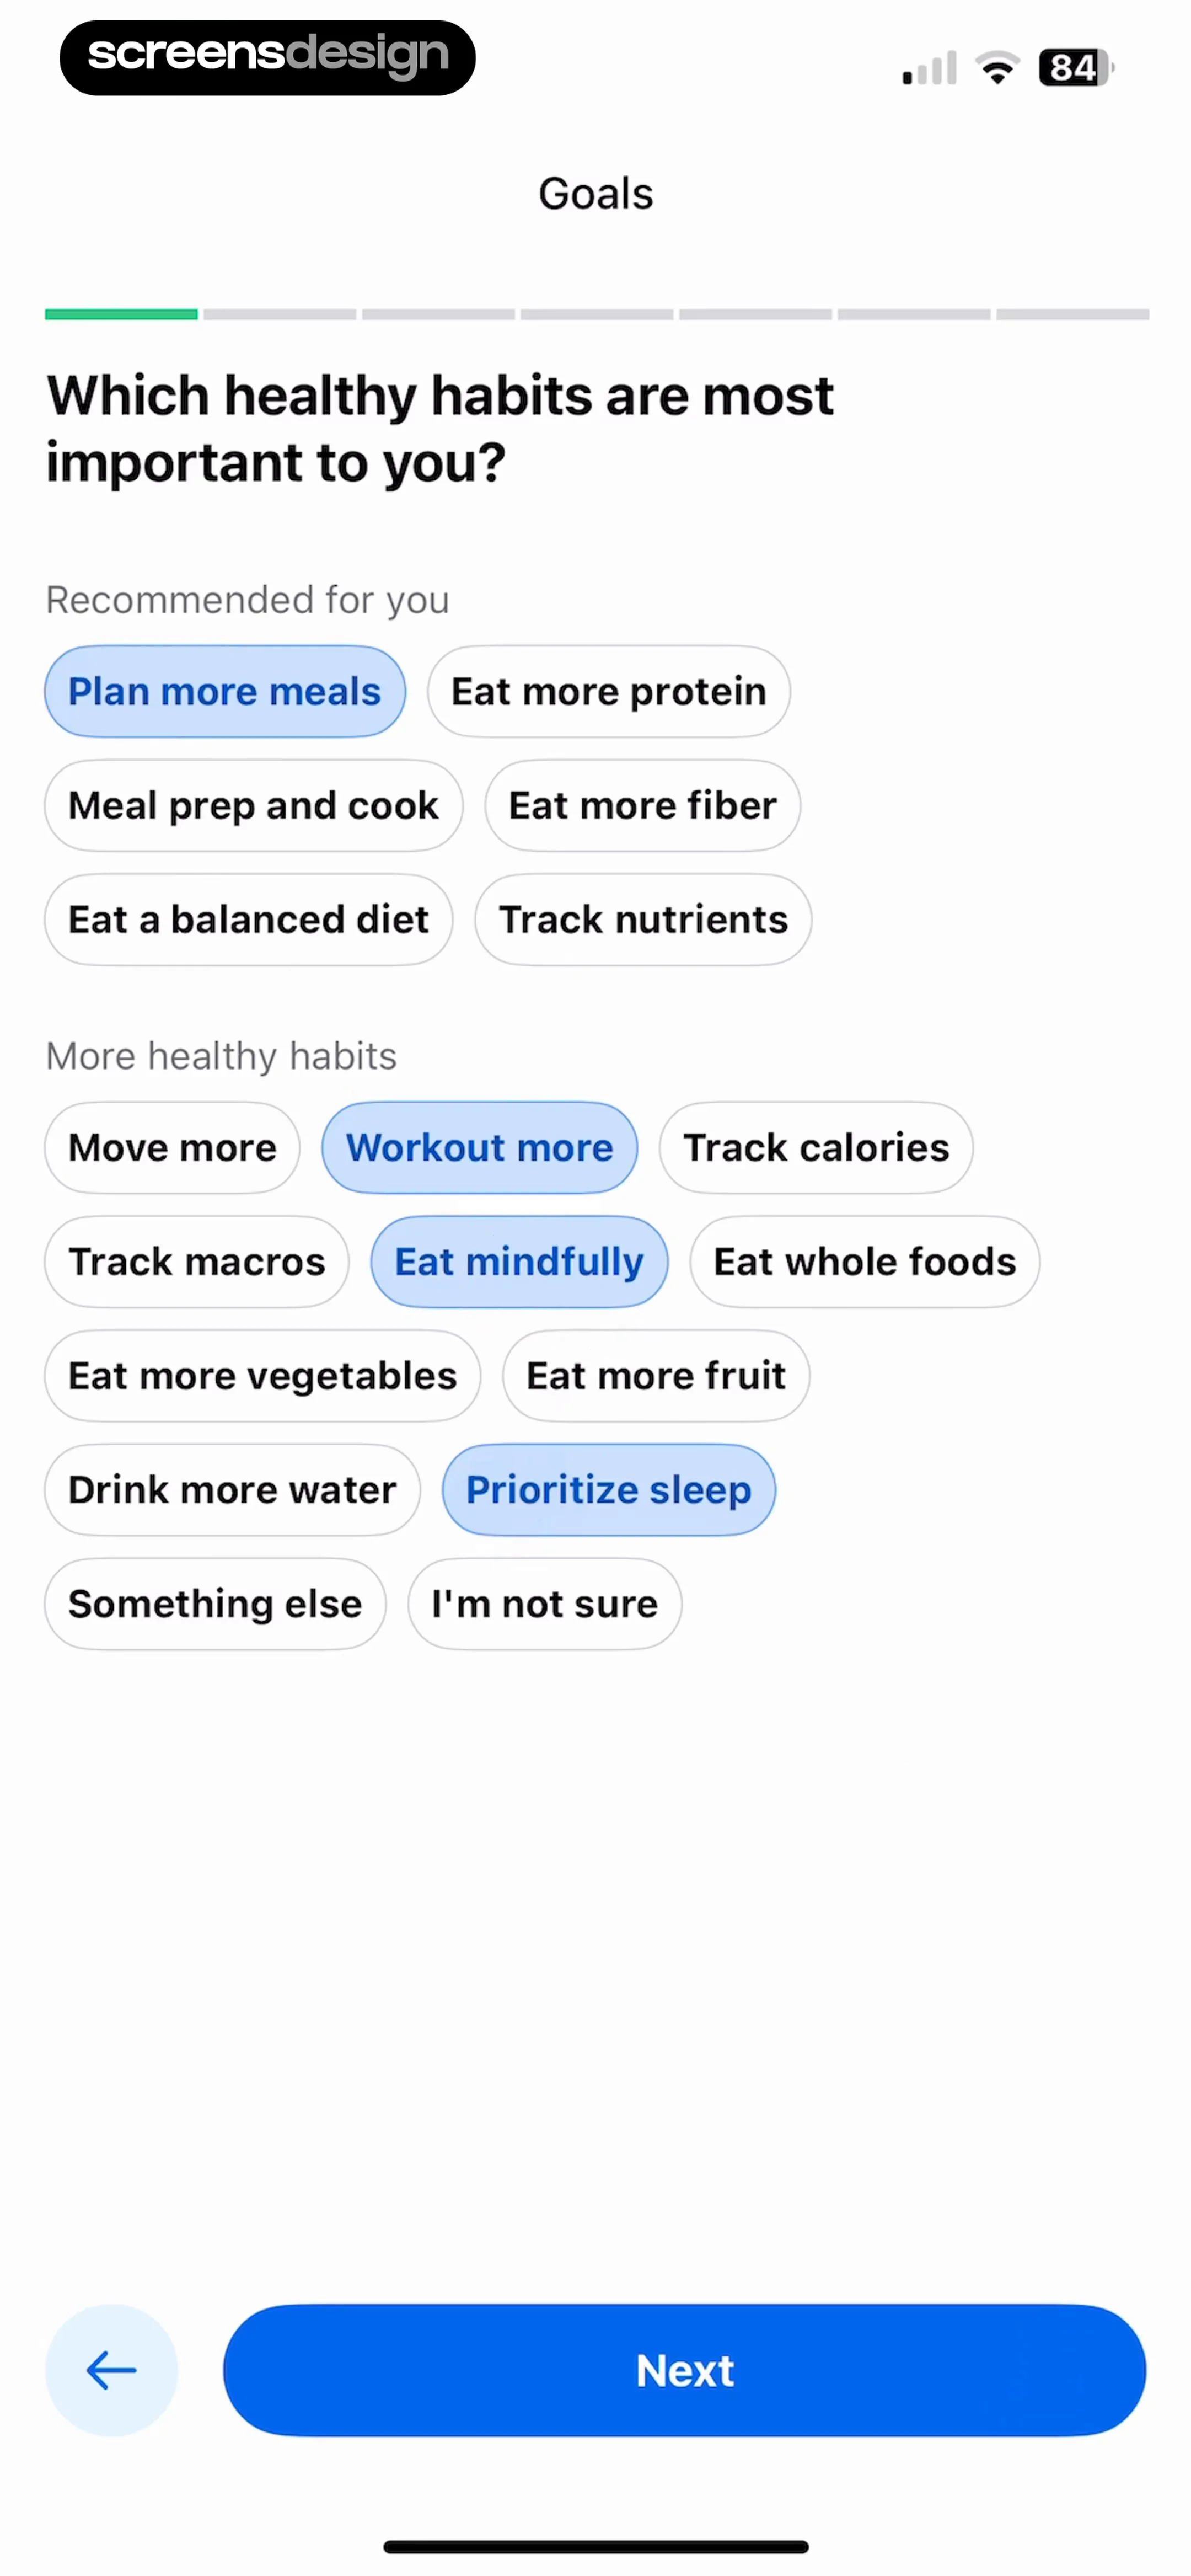 screensdesign
84
Goals
Which healthy habits are most
important to you?
Recommended for you
Plan more meals Eat more protein
Meal prep and cook Eat more fiber
Eat a balanced diet Track nutrients
More healthy habits
Move more Workout more Track calories
Track macros Eat mindfully Eat whole foods
Eat more vegetables Eat more fruit
Drink more water Prioritize sleep
Something else I'm not sure
Next